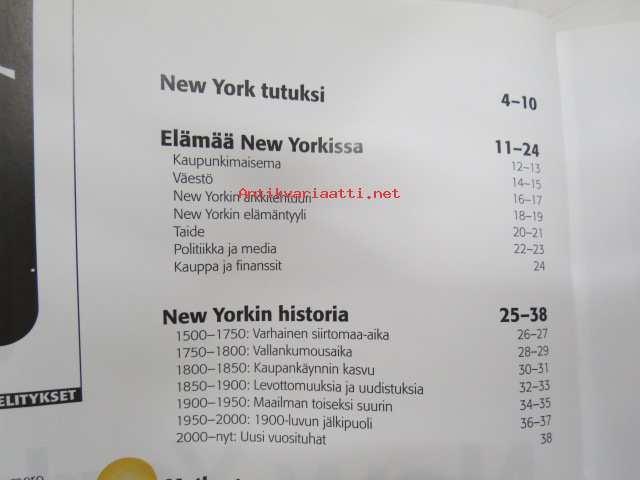 New York tutuksi 4–10
Elämää New Yorkissa 11–24
Kaupunkimaisema 12–13
Väestö 14–15
Antikvariaatti.net
New Yorkin arkkitehtuuri 16–17
New Yorkin elämäntyyli 18–19
Taide 20–21
Politiikka ja media 22–23
Kauppa ja finanssit 24
New Yorkin historia 25–38
1500–1750: Varhainen siirtomaa-aika 26–27
1750–1800: Vallankumousaika 28–29
1800–1850: Kaupankäynnin kasvu 30–31
1850–1900: Levottomuuksia ja uudistuksia 32–33
1900–1950: Maailman toiseksi suurin 34–35
1950–2000: 1900-luvun jälkipuoli 36–37
2000–nyt: Uusi vuosituhat 38
ELITYKSET